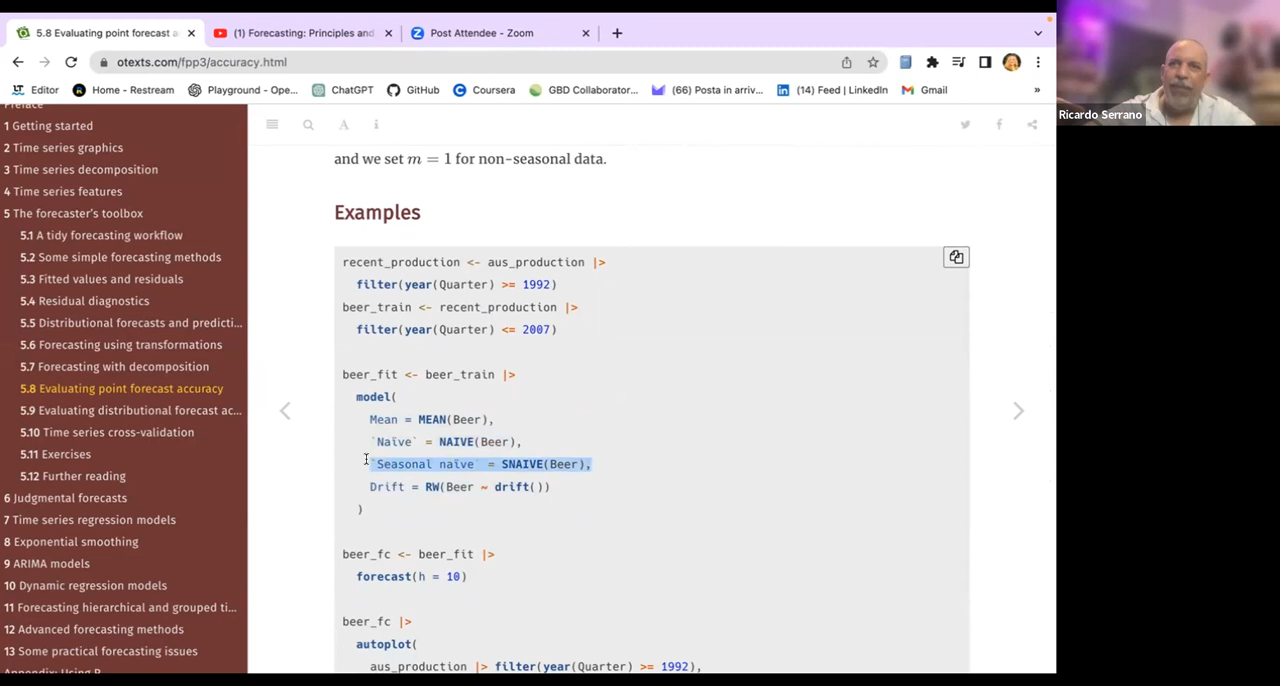 5.8 Evaluating point forecast a
(1) Forecasting: Principles and
Post Attendee - Zoom
otexts.com/fpp3/accuracy.html
Editor
Home - Restream
Playground - Ope...
ChatGPT
GitHub
Coursera
GBD Collaborator...
(66) Posta in arriv...
(14) Feed | LinkedIn
Gmail
»
Preface
1 Getting started
2 Time series graphics
3 Time series decomposition
4 Time series features
5 The forecaster's toolbox
5.1 A tidy forecasting workflow
5.2 Some simple forecasting methods
5.3 Fitted values and residuals
5.4 Residual diagnostics
5.5 Distributional forecasts and predicti...
5.6 Forecasting using transformations
5.7 Forecasting with decomposition
5.8 Evaluating point forecast accuracy
5.9 Evaluating distributional forecast ac...
5.10 Time series cross-validation
5.11 Exercises
5.12 Further reading
6 Judgmental forecasts
7 Time series regression models
8 Exponential smoothing
9 ARIMA models
10 Dynamic regression models
11 Forecasting hierarchical and grouped ti...
12 Advanced forecasting methods
13 Some practical forecasting issues
Appendix: Using R
and we set m = 1 for non-seasonal data.
Examples
recent_production <- aus_production |>
filter(year(Quarter) >= 1992)
beer_train <- recent_production |>
filter(year(Quarter) <= 2007)
beer_fit <- beer_train |>
model(
Mean = MEAN(Beer),
`Naïve` = NAIVE(Beer),
`Seasonal naïve` = SNAIVE(Beer),
Drift = RW(Beer ~ drift())
)
beer_fc <- beer_fit |>
forecast(h = 10)
beer_fc |>
autoplot(
aus_production |> filter(year(Quarter) >= 1992),
Ricardo Serrano